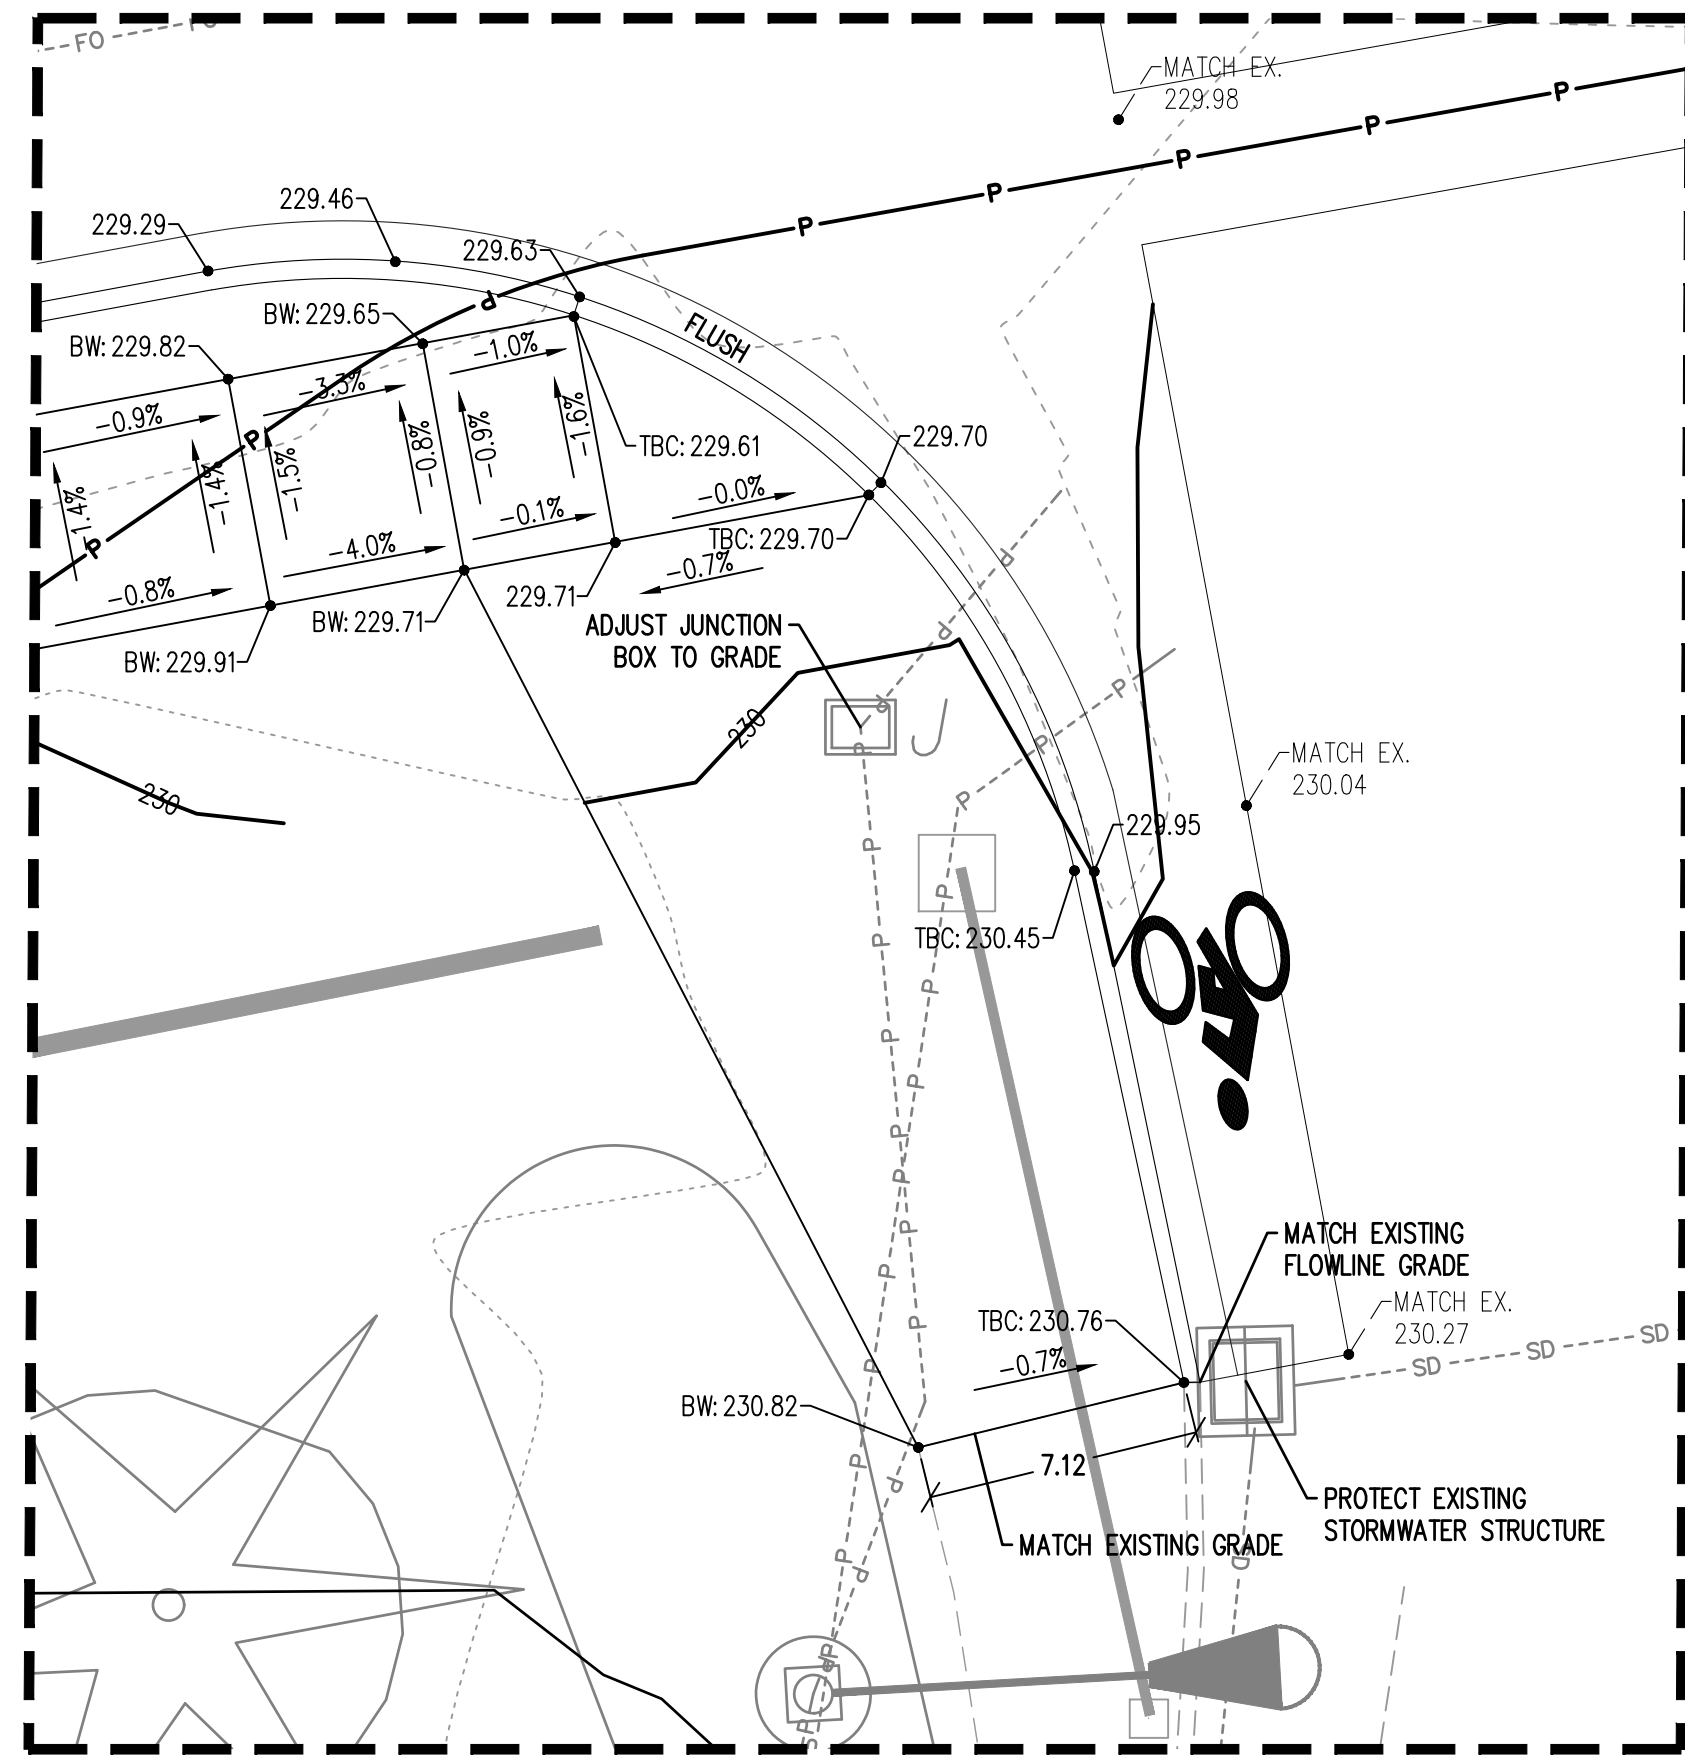 FO
FO
MATCH EX.
229.98
P
P
P
P
P
229.46
229.29
229.63
P
BW: 229.65
FLUSH
BW: 229.82
-1.0%
-3.3%
-0.9%
P
-0.8%
-0.9%
-1.6%
TBC: 229.61
229.70
-1.4%
-1.4%
-1.5%
-0.0%
-0.1%
TBC: 229.70
P
-4.0%
-0.7%
P
-0.8%
229.71
BW: 229.71
BW: 229.91
ADJUST JUNCTION
BOX TO GRADE
P
P
P
J
230
P
P
P
MATCH EX.
230.04
230
P
229.95
P
P
TBC: 230.45
P
P
P
P
P
P
P
MATCH EXISTING
FLOWLINE GRADE
P
TBC: 230.76
MATCH EX.
230.27
P
SD
SD
SD
-0.7%
P
BW: 230.82
7.12
P
P
PROTECT EXISTING
STORMWATER STRUCTURE
MATCH EXISTING GRADE
SD
P
P
P
P
SP